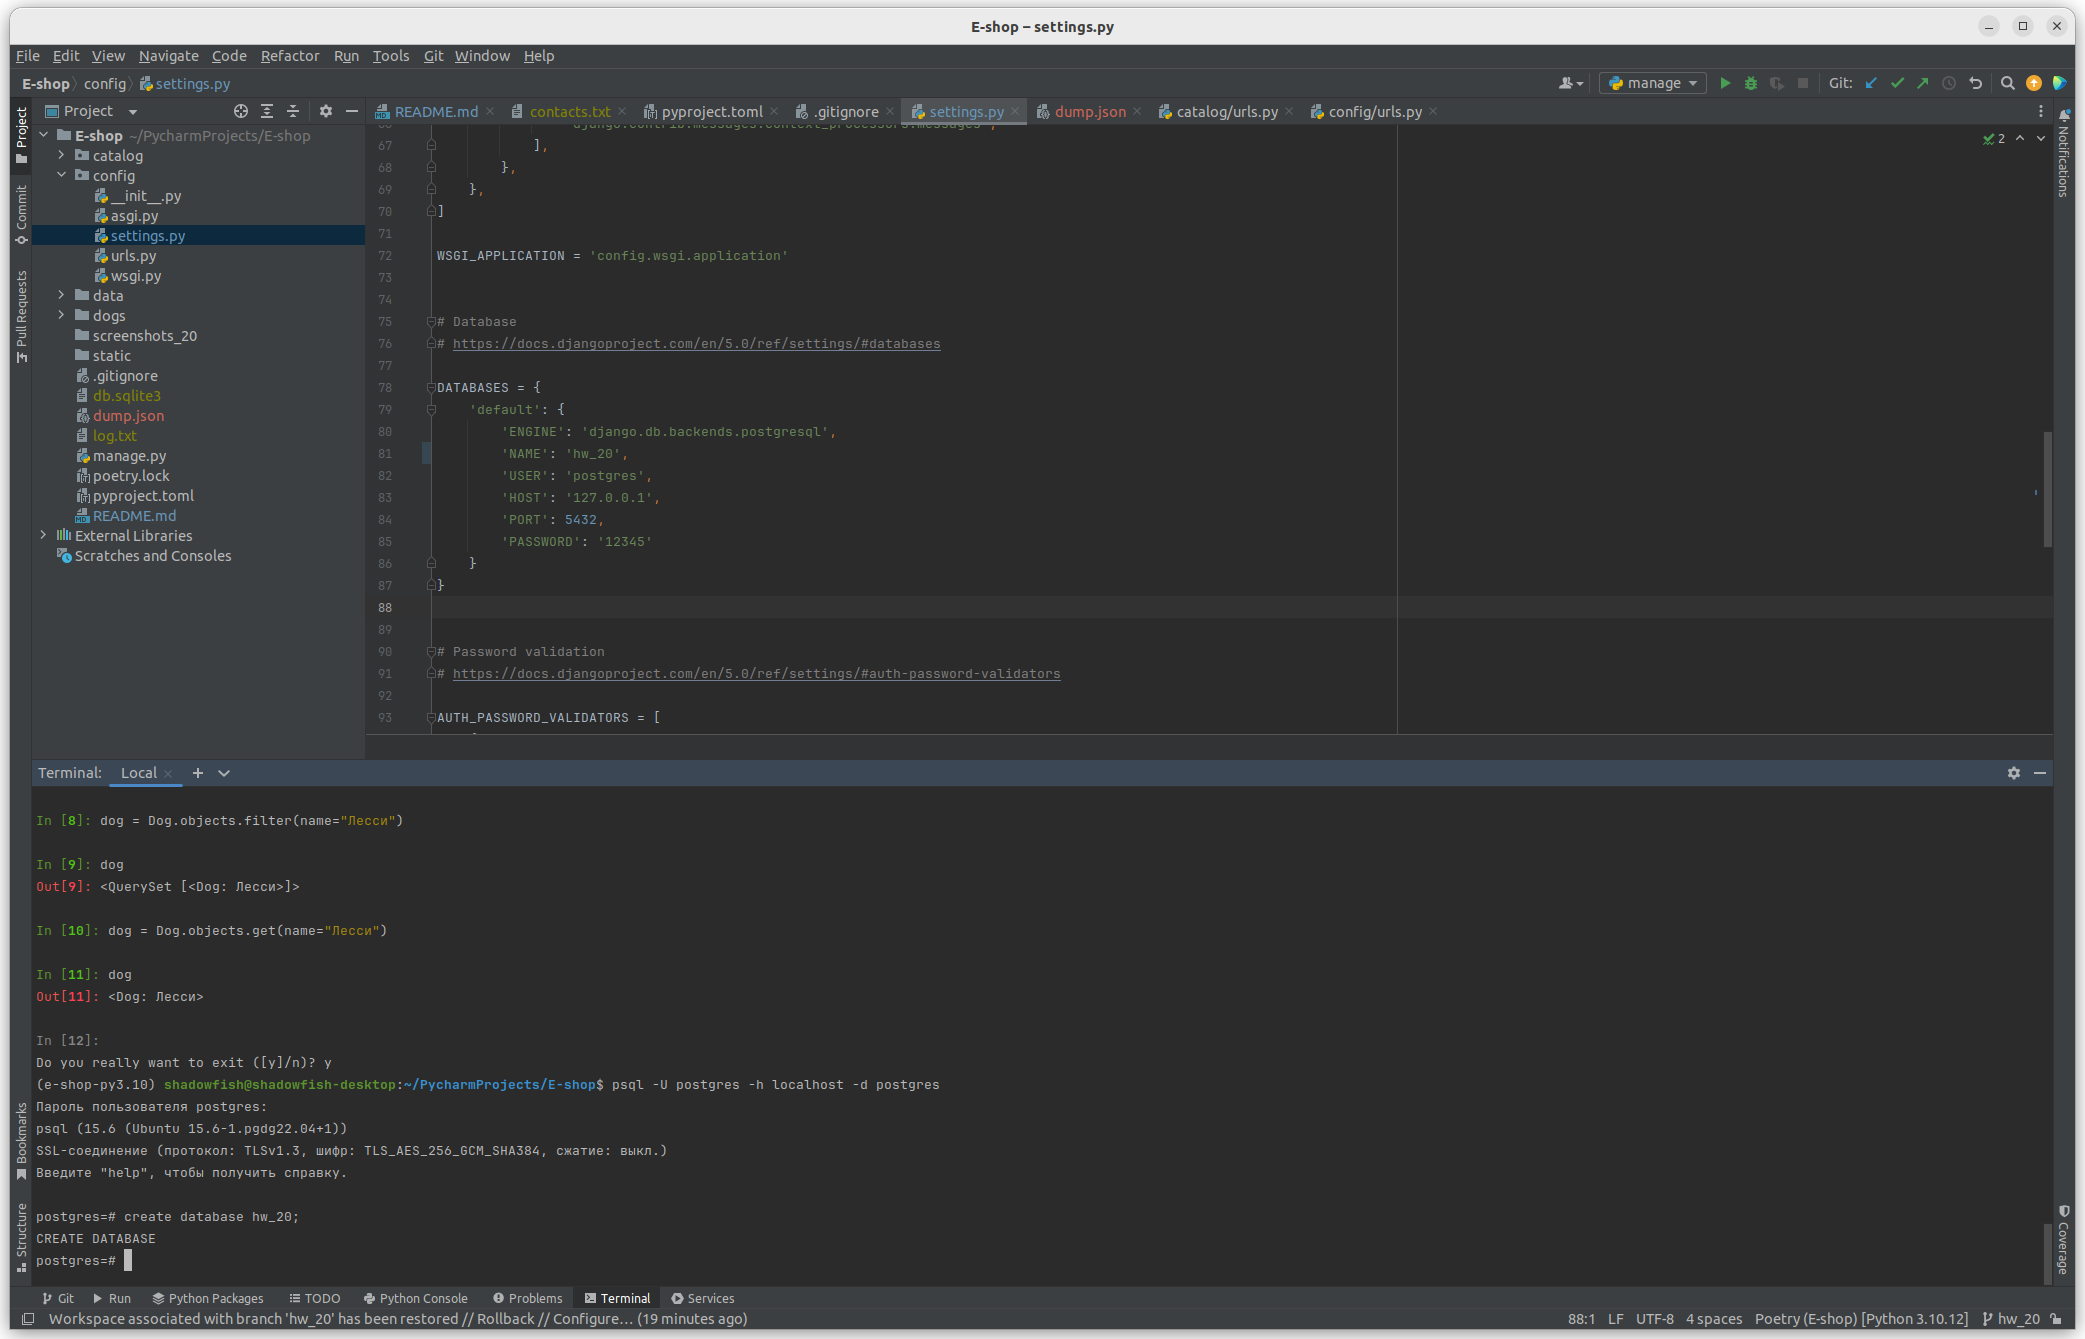 E-shop – settings.py
File Edit View Navigate Code Refactor Run Tools Git Window Help
E-shop config settings.py
manage Git:
Project
README.md contacts.txt pyproject.toml .gitignore settings.py dump.json catalog/urls.py config/urls.py
Project
Commit
Pull Requests
Bookmarks
Structure
Notifications
Coverage
E-shop ~/PycharmProjects/E-shop
catalog
config
__init__.py
asgi.py
settings.py
urls.py
wsgi.py
data
dogs
screenshots_20
static
.gitignore
db.sqlite3
dump.json
log.txt
manage.py
poetry.lock
pyproject.toml
README.md
External Libraries
Scratches and Consoles
2
67 ],
68 },
69 },
70 ]
71
72 WSGI_APPLICATION = 'config.wsgi.application'
73
74
75 # Database
76 # https://docs.djangoproject.com/en/5.0/ref/settings/#databases
77
78 DATABASES = {
79 'default': {
80 'ENGINE': 'django.db.backends.postgresql',
81 'NAME': 'hw_20',
82 'USER': 'postgres',
83 'HOST': '127.0.0.1',
84 'PORT': 5432,
85 'PASSWORD': '12345'
86 }
87 }
88
89
90 # Password validation
91 # https://docs.djangoproject.com/en/5.0/ref/settings/#auth-password-validators
92
93 AUTH_PASSWORD_VALIDATORS = [
Terminal: Local
In [8]: dog = Dog.objects.filter(name="Лесси")
In [9]: dog
Out[9]: <QuerySet [<Dog: Лесси>]>
In [10]: dog = Dog.objects.get(name="Лесси")
In [11]: dog
Out[11]: <Dog: Лесси>
In [12]:
Do you really want to exit ([y]/n)? y
(e-shop-py3.10) shadowfish@shadowfish-desktop:~/PycharmProjects/E-shop$ psql -U postgres -h localhost -d postgres
Пароль пользователя postgres:
psql (15.6 (Ubuntu 15.6-1.pgdg22.04+1))
SSL-соединение (протокол: TLSv1.3, шифр: TLS_AES_256_GCM_SHA384, сжатие: выкл.)
Введите "help", чтобы получить справку.
postgres=# create database hw_20;
CREATE DATABASE
postgres=#
Git Run Python Packages TODO Python Console Problems Terminal Services
Workspace associated with branch 'hw_20' has been restored // Rollback // Configure... (19 minutes ago)
88:1 LF UTF-8 4 spaces Poetry (E-shop) [Python 3.10.12] hw_20